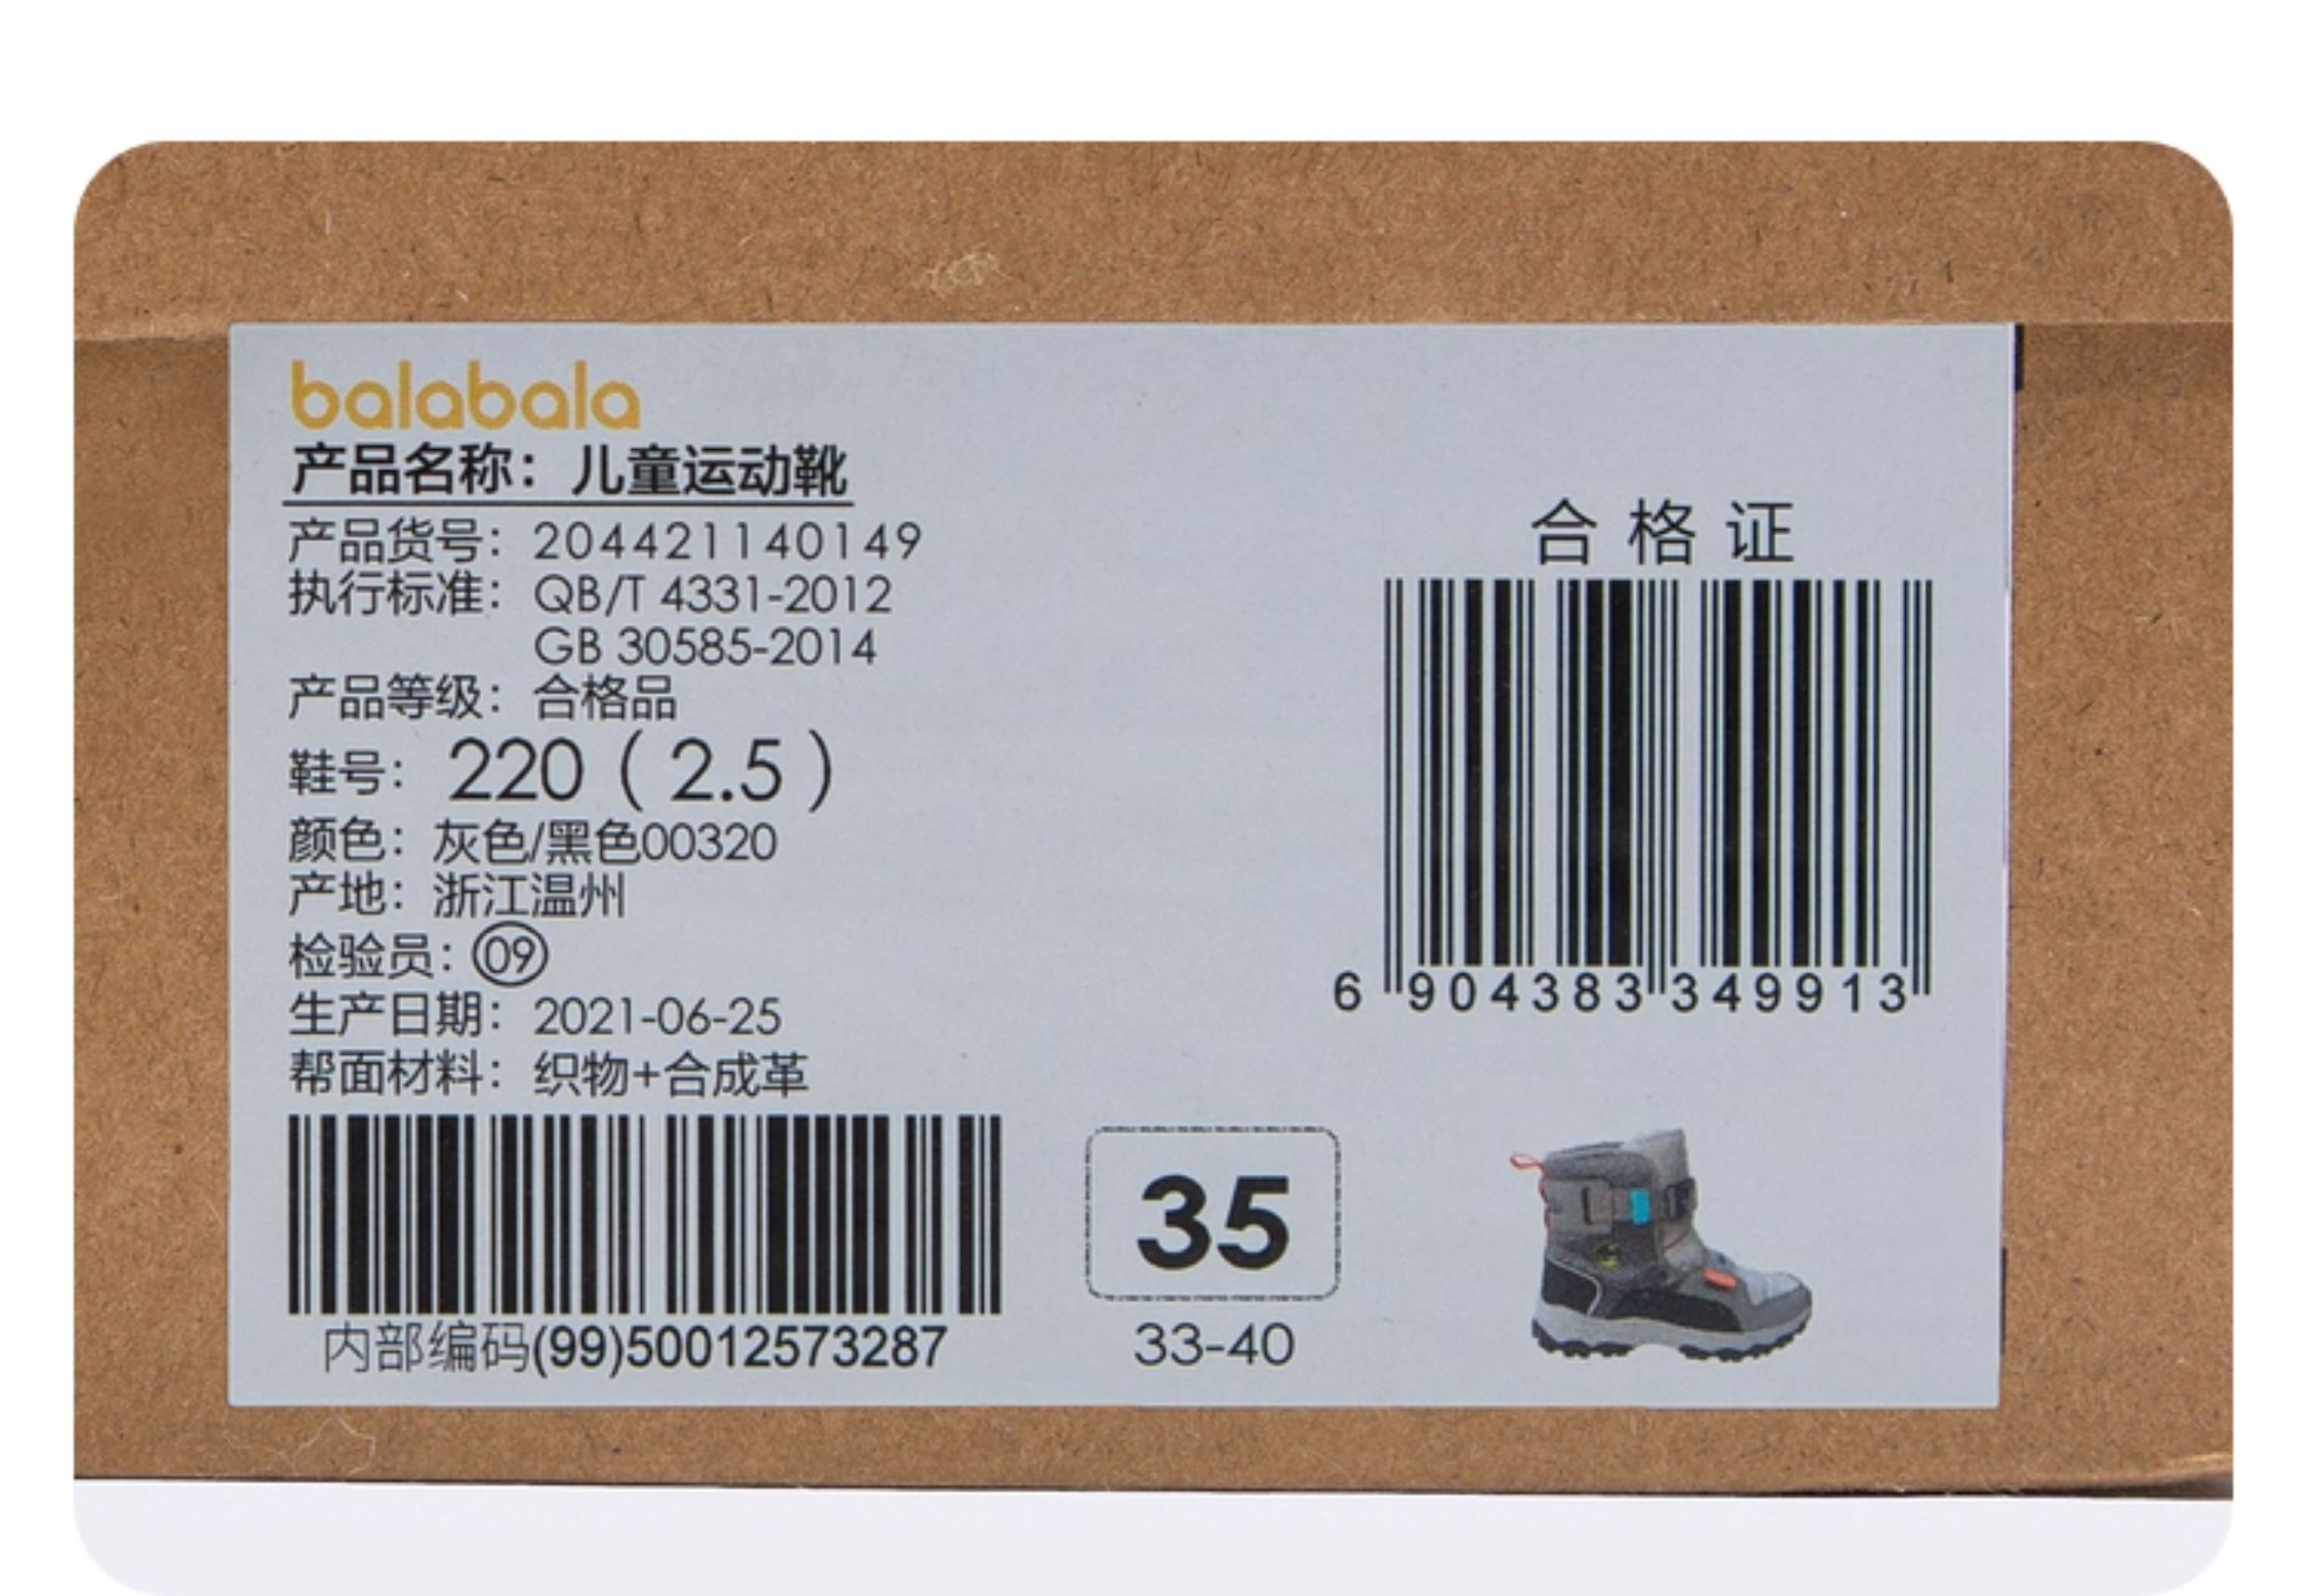 balabala
产品名称：儿童运动靴
产品货号：204421140149
执行标准：QB/T 4331-2012
GB 30585-2014
产品等级：合格品
鞋号：220（2.5）
颜色：灰色/黑色00320
产地：浙江温州
检验员：09
生产日期：2021-06-25
帮面材料：织物+合成革
内部编码(99)50012573287
合格证
6 904383 349913
35
33-40